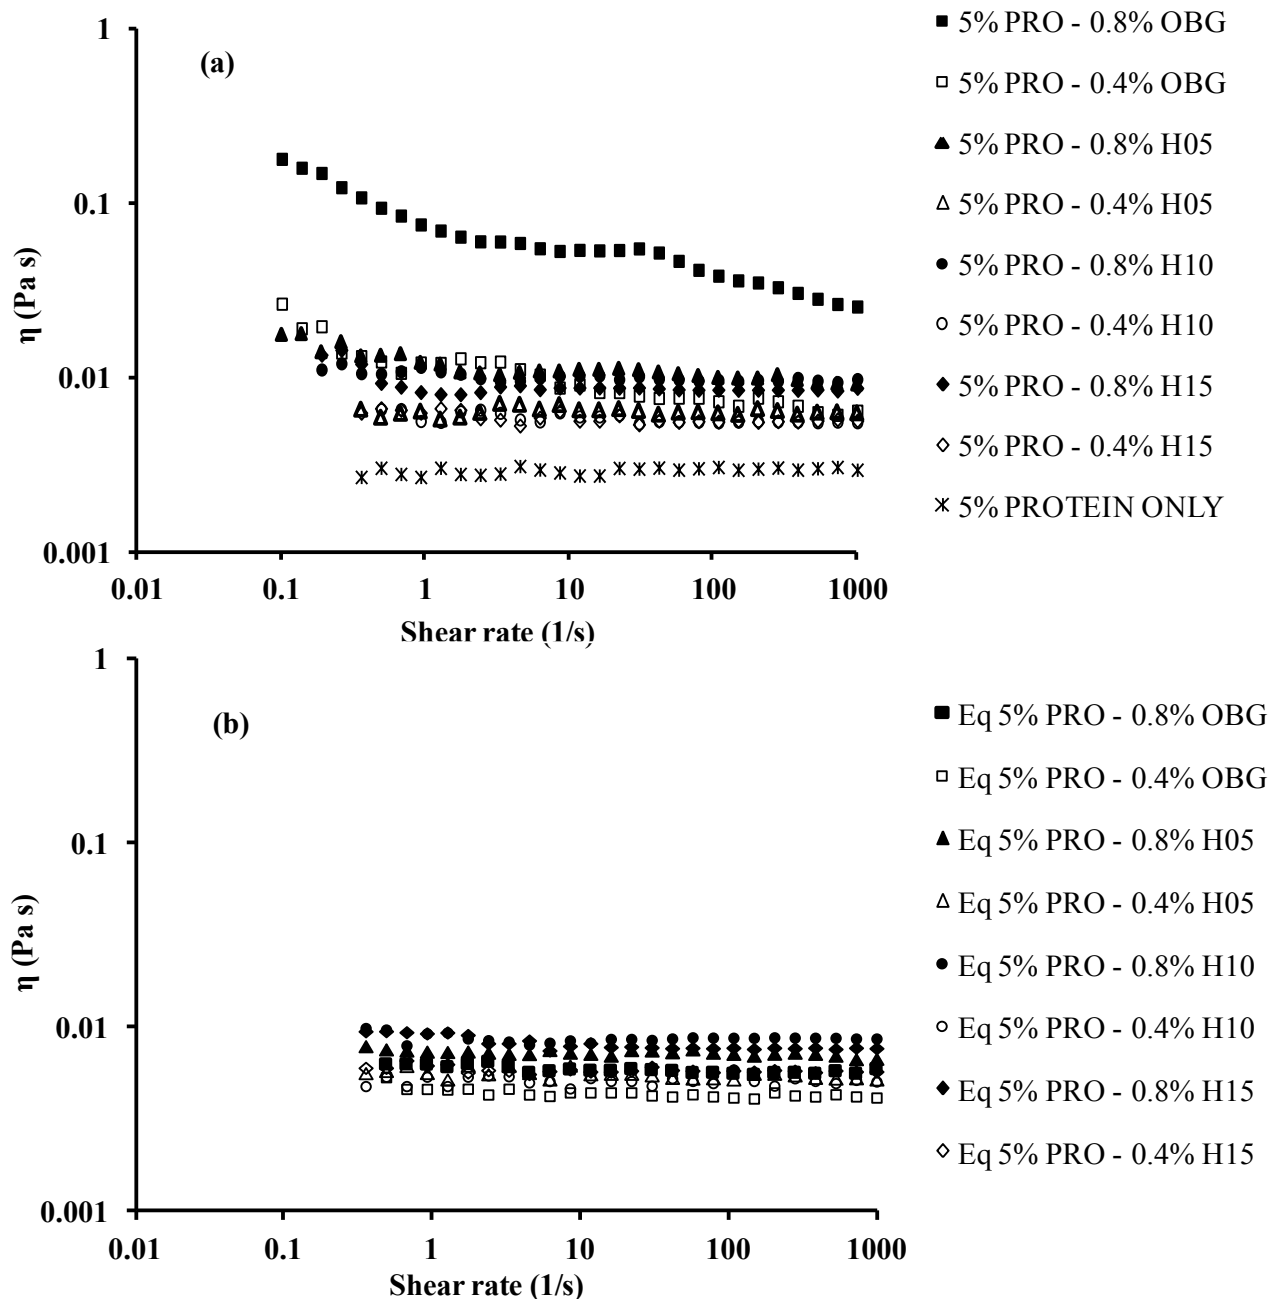 (a)
η (Pa s)
1
0.1
0.01
0.001
0.01 0.1 1 10 100 1000
Shear rate (1/s)
5% PRO - 0.8% OBG
5% PRO - 0.4% OBG
5% PRO - 0.8% H05
5% PRO - 0.4% H05
5% PRO - 0.8% H10
5% PRO - 0.4% H10
5% PRO - 0.8% H15
5% PRO - 0.4% H15
5% PROTEIN ONLY
(b)
η (Pa s)
1
0.1
0.01
0.001
0.01 0.1 1 10 100 1000
Shear rate (1/s)
Eq 5% PRO - 0.8% OBG
Eq 5% PRO - 0.4% OBG
Eq 5% PRO - 0.8% H05
Eq 5% PRO - 0.4% H05
Eq 5% PRO - 0.8% H10
Eq 5% PRO - 0.4% H10
Eq 5% PRO - 0.8% H15
Eq 5% PRO - 0.4% H15